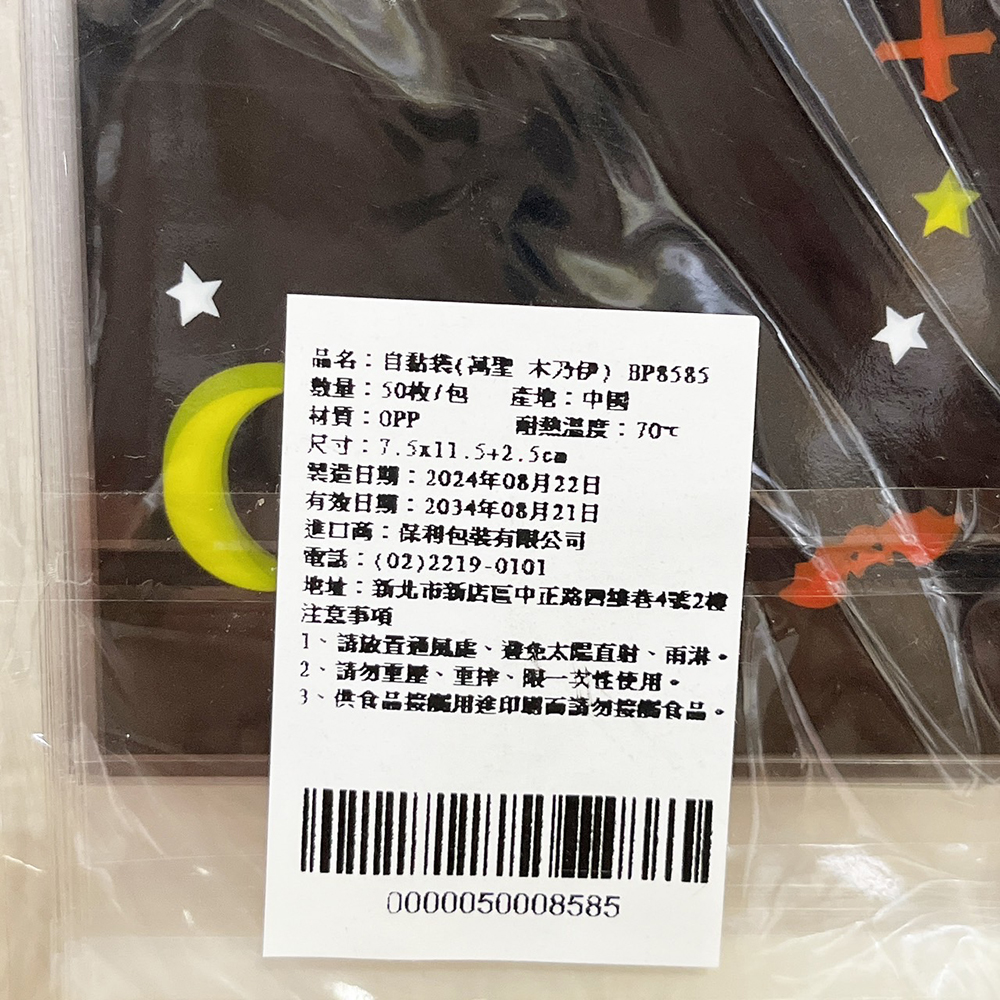 品名：自黏袋(萬聖 木乃伊) BP8585
數量：50枚/包 產地：中國
材質：OPP 耐熱溫度：70℃
尺寸：7.5x11.5+2.5cm
製造日期：2024年08月22日
有效日期：2034年08月21日
進口商：保利包裝有限公司
電話：(02)2219-0101
地址：新北市新店區中正路四維巷4號2樓
注意事項
1、請放置通風處、避免太陽直射、雨淋。
2、請勿重壓、重摔、限一次性使用。
3、供食品接觸用途印刷面請勿接觸食品。
0000050008585